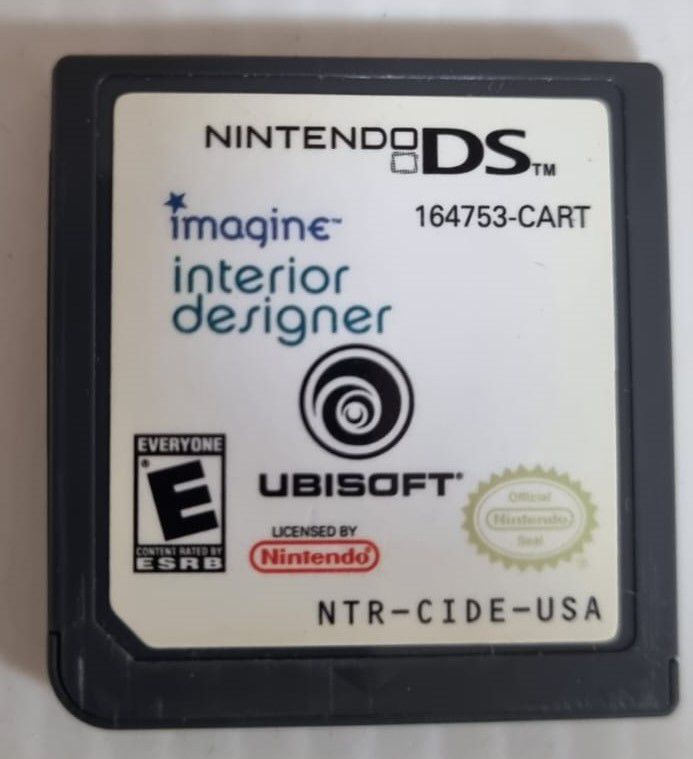 NINTENDO DS™
imagine™
164753-CART
interior
designer
EVERYONE
E
CONTENT RATED BY
ESRB
UBISOFT®
LICENSED BY
Nintendo®
Official
Nintendo
Seal
NTR-CIDE-USA